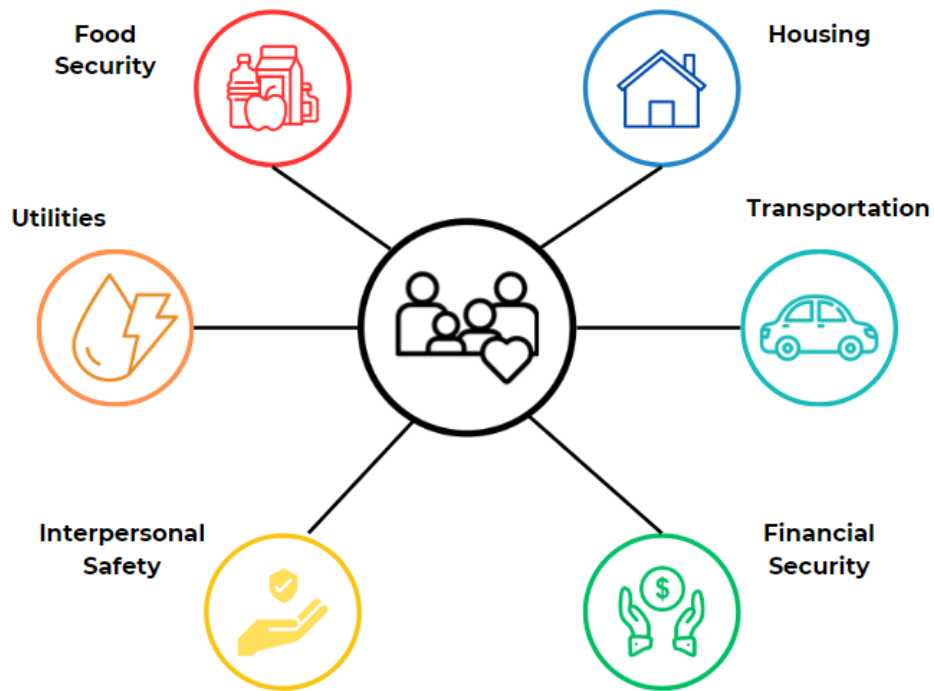 Food
Security
Housing
Utilities
Transportation
Interpersonal
Safety
Financial
Security
$